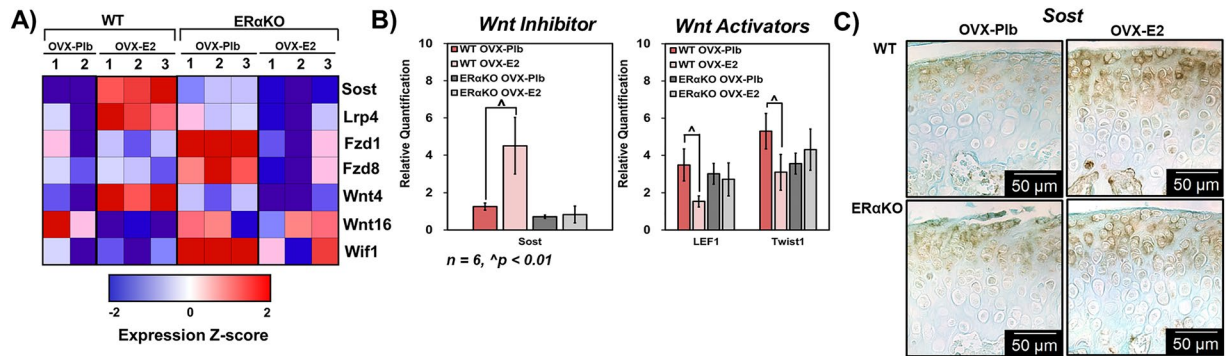 A)
WT
ERαKO
OVX-Plb
OVX-E2
OVX-Plb
OVX-E2
1 2 1 2 3 1 2 3 1 2 3
Sost
Lrp4
Fzd1
Fzd8
Wnt4
Wnt16
Wif1
-2
0
2
Expression Z-score
B)
Wnt Inhibitor
Relative Quantification
10
8
6
4
2
0
WT OVX-Plb
WT OVX-E2
ERαKO OVX-Plb
ERαKO OVX-E2
^
Sost
n = 6, ^p < 0.01
Wnt Activators
Relative Quantification
10
8
6
4
2
0
WT OVX-Plb
WT OVX-E2
ERαKO OVX-Plb
ERαKO OVX-E2
^
^
LEF1
Twist1
C)
Sost
OVX-Plb
OVX-E2
WT
50 µm
50 µm
ERαKO
50 µm
50 µm